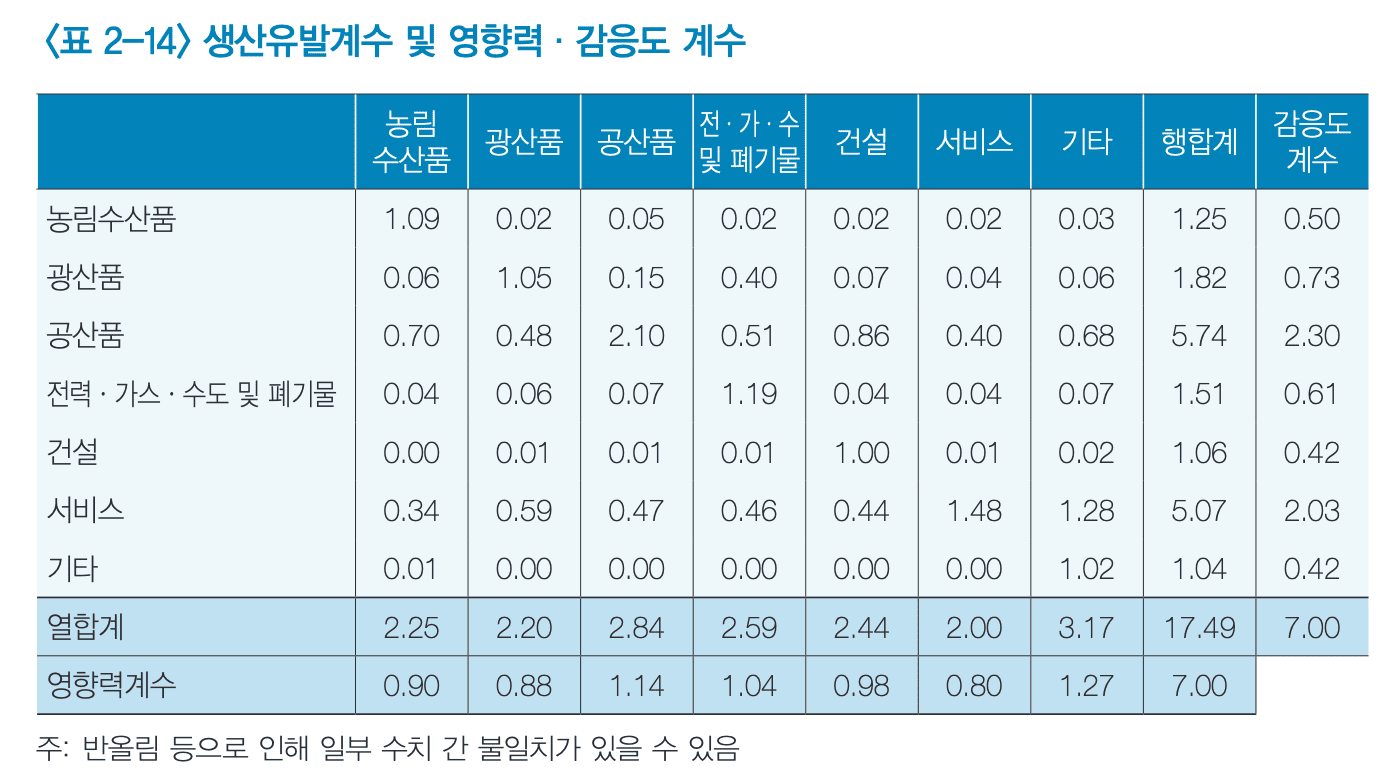 〈표 2-14〉 생산유발계수 및 영향력·감응도 계수
농림수산품 광산품 공산품 전·가·수 및 폐기물 건설 서비스 기타 행합계 감응도 계수
농림수산품 1.09 0.02 0.05 0.02 0.02 0.02 0.03 1.25 0.50
광산품 0.06 1.05 0.15 0.40 0.07 0.04 0.06 1.82 0.73
공산품 0.70 0.48 2.10 0.51 0.86 0.40 0.68 5.74 2.30
전력·가스·수도 및 폐기물 0.04 0.06 0.07 1.19 0.04 0.04 0.07 1.51 0.61
건설 0.00 0.01 0.01 0.01 1.00 0.01 0.02 1.06 0.42
서비스 0.34 0.59 0.47 0.46 0.44 1.48 1.28 5.07 2.03
기타 0.01 0.00 0.00 0.00 0.00 0.00 1.02 1.04 0.42
열합계 2.25 2.20 2.84 2.59 2.44 2.00 3.17 17.49 7.00
영향력계수 0.90 0.88 1.14 1.04 0.98 0.80 1.27 7.00
주: 반올림 등으로 인해 일부 수치 간 불일치가 있을 수 있음